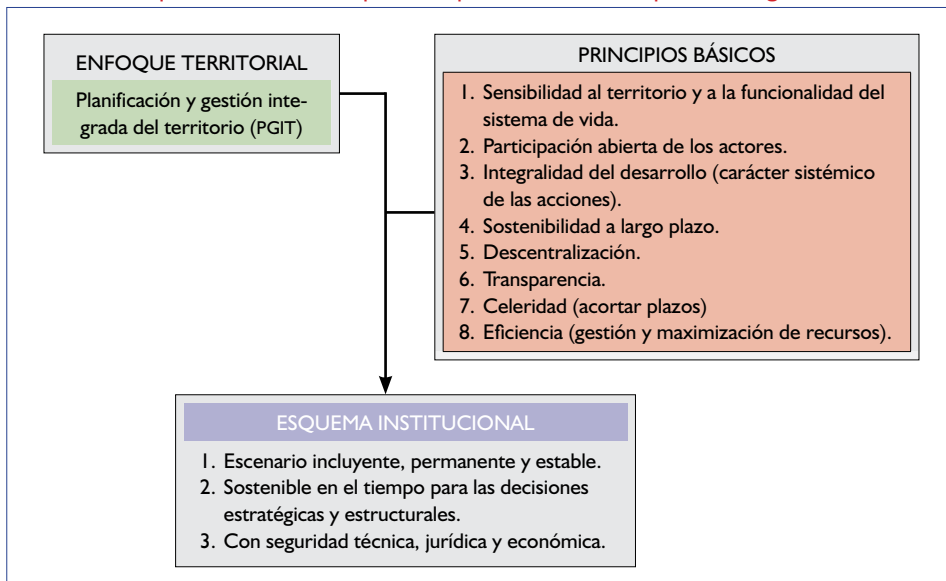 ENFOQUE TERRITORIAL
Planificación y gestión inte-
grada del territorio (PGIT)
PRINCIPIOS BÁSICOS
1. Sensibilidad al territorio y a la funcionalidad del
sistema de vida.
2. Participación abierta de los actores.
3. Integralidad del desarrollo (carácter sistémico
de las acciones).
4. Sostenibilidad a largo plazo.
5. Descentralización.
6. Transparencia.
7. Celeridad (acortar plazos)
8. Eficiencia (gestión y maximización de recursos).
ESQUEMA INSTITUCIONAL
1. Escenario incluyente, permanente y estable.
2. Sostenible en el tiempo para las decisiones
estratégicas y estructurales.
3. Con seguridad técnica, jurídica y económica.